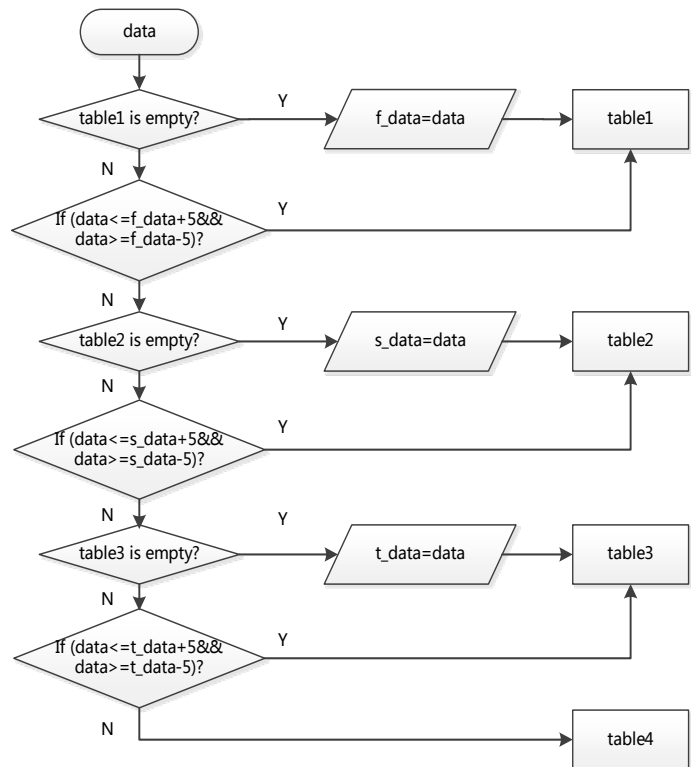 data
table1 is empty?
Y
f_data=data
table1
N
If (data<=f_data+5&&
data>=f_data-5)?
Y
N
table2 is empty?
Y
s_data=data
table2
N
If (data<=s_data+5&&
data>=s_data-5)?
Y
N
table3 is empty?
Y
t_data=data
table3
N
If (data<=t_data+5&&
data>=t_data-5)?
Y
N
table4